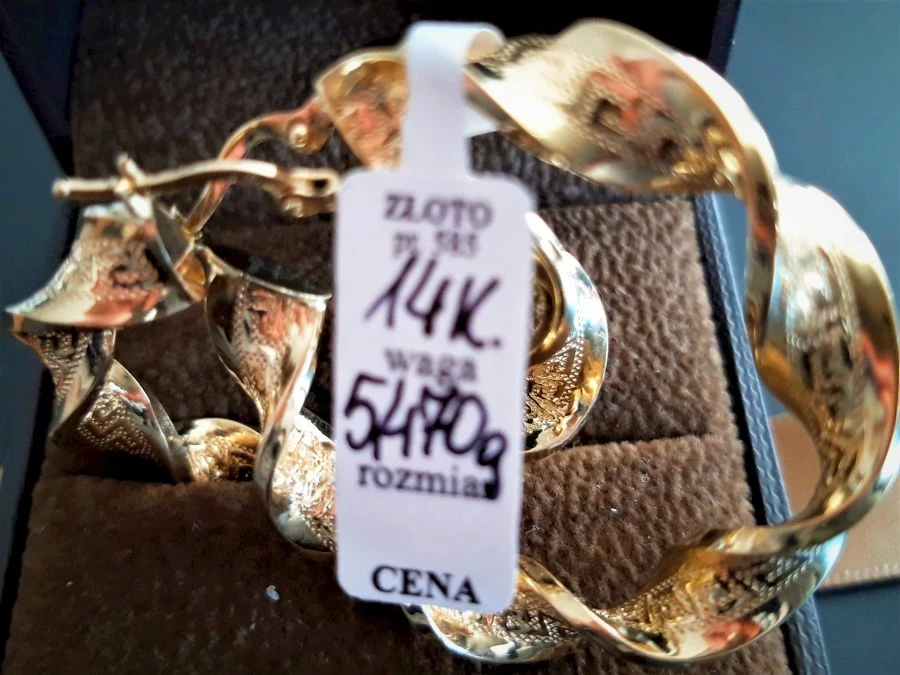 ZŁOTO
pr. 585
14K.
waga
5,470g
rozmiar
CENA